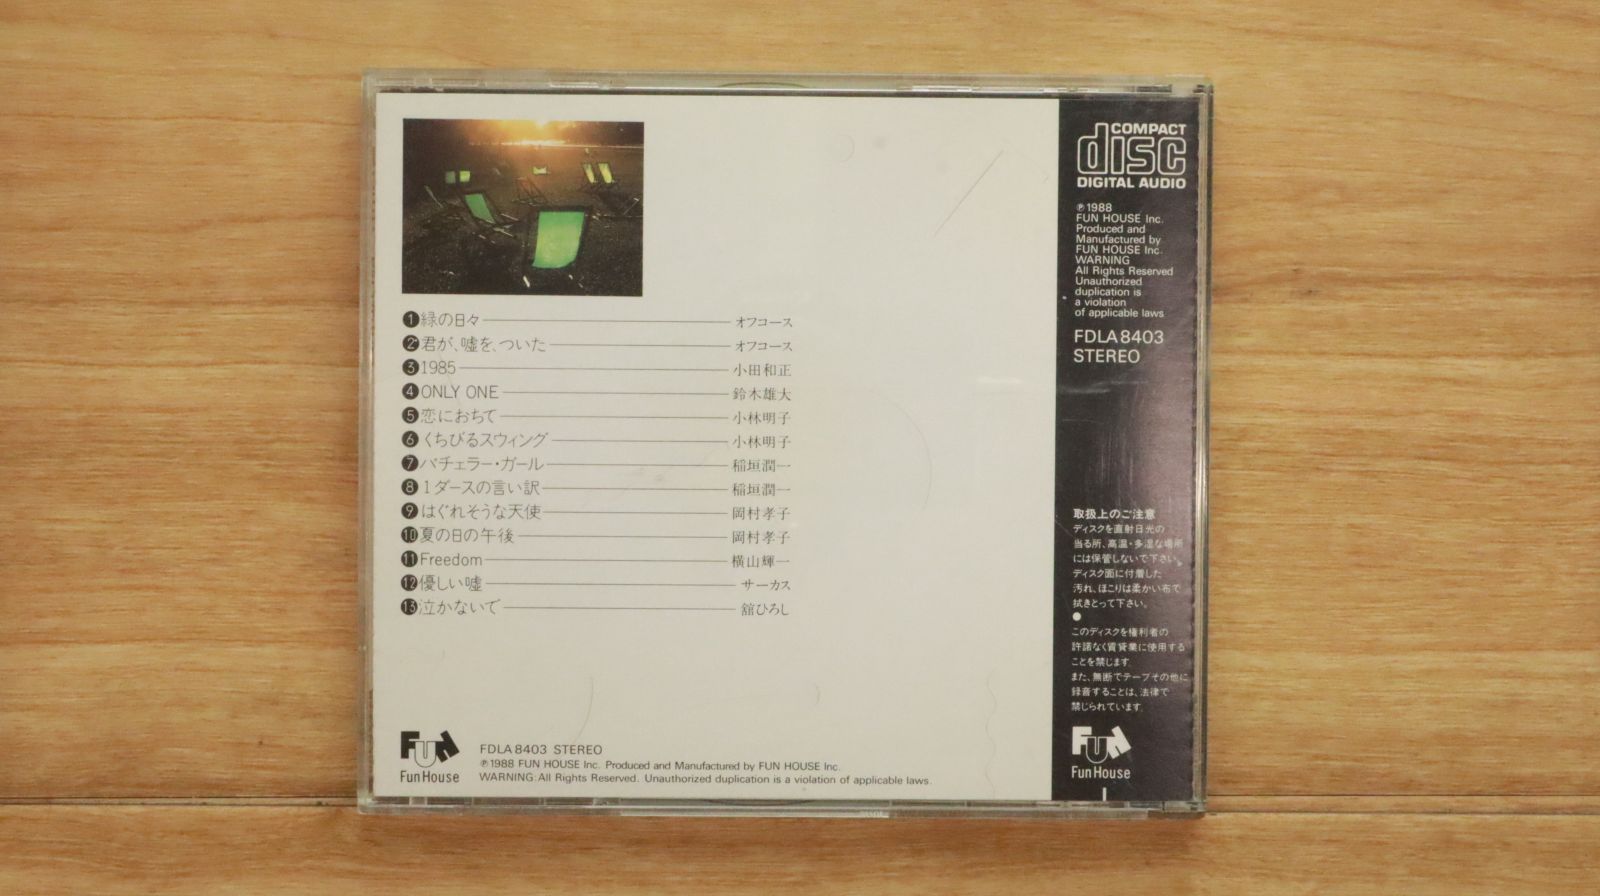 ❶緑の日々 オフコース
❷君が、嘘を、ついた オフコース
❸1985 小田和正
❹ONLY ONE 鈴木雄大
❺恋におちて 小林明子
❻くちびるスウィング 小林明子
❼バチェラー・ガール 稲垣潤一
❽1ダースの言い訳 稲垣潤一
❾はぐれそうな天使 岡村孝子
❿夏の日の午後 岡村孝子
⓫Freedom 横山輝一
⓬優しい嘘 サーカス
⓭泣かないで 舘ひろし
FUN
Fun House
FDLA 8403 STEREO
℗1988 FUN HOUSE Inc. Produced and Manufactured by FUN HOUSE Inc.
WARNING: All Rights Reserved. Unauthorized duplication is a violation of applicable laws.
COMPACT
disc
DIGITAL AUDIO
℗1988
FUN HOUSE Inc.
Produced and
Manufactured by
FUN HOUSE Inc.
WARNING
All Rights Reserved
Unauthorized
duplication is
a violation
of applicable laws
FDLA 8403
STEREO
取扱上のご注意
ディスクを直射日光の
当る所、高温・多湿な場所
には保管しないで下さい。
ディスク面に付着した
汚れ、ほこりは柔かい布で
拭きとって下さい。
●
このディスクを権利者の
許諾なく賃貸業に使用する
ことを禁じます
また、無断でテープその他に
録音することは、法律で
禁じられています。
FUN
Fun House